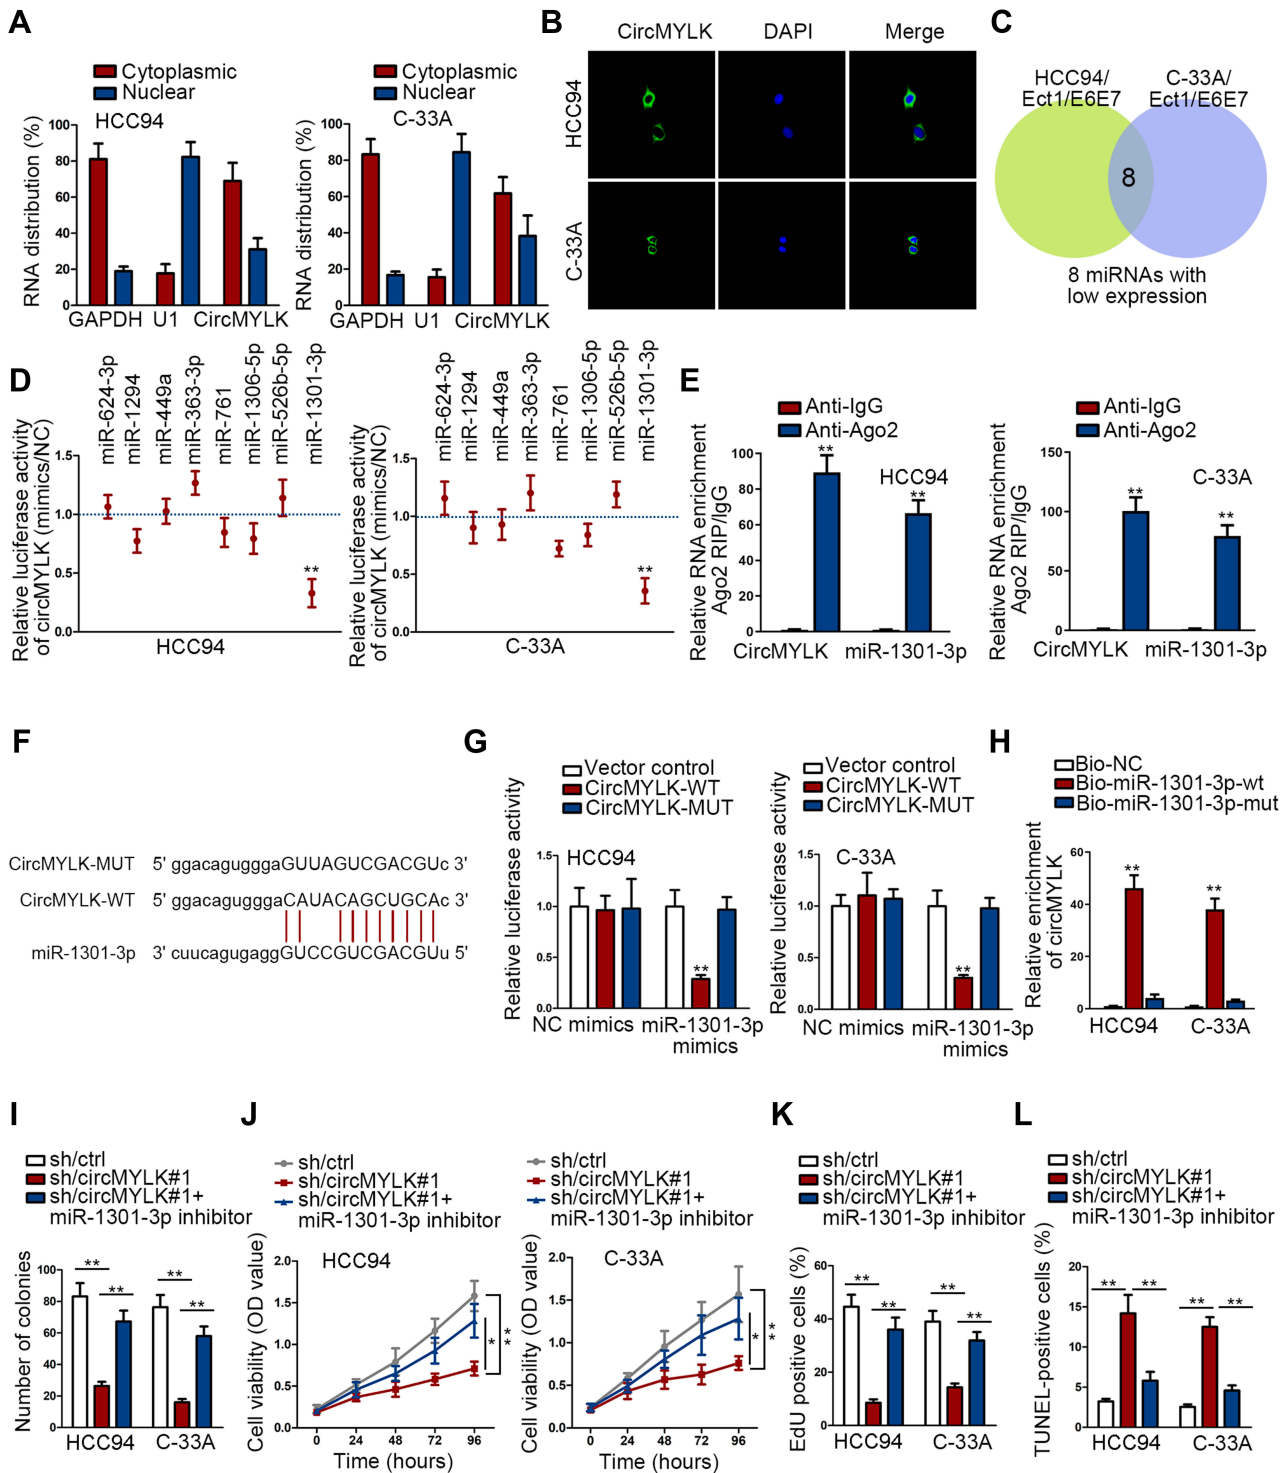 A
Cytoplasmic
Nuclear
HCC94
RNA distribution (%)
100
80
60
40
20
0
GAPDH U1 CircMYLK
Cytoplasmic
Nuclear
C-33A
RNA distribution (%)
100
80
60
40
20
0
GAPDH U1 CircMYLK
B
CircMYLK DAPI Merge
HCC94
C-33A
C
HCC94/
Ect1/E6E7
C-33A/
Ect1/E6E7
8
8 miRNAs with
low expression
D
miR-624-3p
miR-1294
miR-449a
miR-363-3p
miR-761
miR-1306-5p
miR-526b-5p
miR-1301-3p
Relative luciferase activity
of circMYLK (mimics/NC)
1.5
1.0
0.5
0.0
**
HCC94
miR-624-3p
miR-1294
miR-449a
miR-363-3p
miR-761
miR-1306-5p
miR-526b-5p
miR-1301-3p
Relative luciferase activity
of circMYLK (mimics/NC)
1.5
1.0
0.5
0.0
**
C-33A
E
Anti-IgG
Anti-Ago2
HCC94
Relative RNA enrichment
Ago2 RIP/IgG
100
80
60
40
20
0
**
**
CircMYLK miR-1301-3p
Anti-IgG
Anti-Ago2
C-33A
Relative RNA enrichment
Ago2 RIP/IgG
150
100
50
0
**
**
CircMYLK miR-1301-3p
F
CircMYLK-MUT 5' ggacagugggaGUUAGUCGACGUc 3'
CircMYLK-WT 5' ggacagugggaCAUACAGCUGCAc 3'
miR-1301-3p 3' cuucagugaggGUCCGUCGACGUu 5'
G
Vector control
CircMYLK-WT
CircMYLK-MUT
HCC94
Relative luciferase activity
1.5
1.0
0.5
0.0
**
NC mimics miR-1301-3p
mimics
Vector control
CircMYLK-WT
CircMYLK-MUT
C-33A
Relative luciferase activity
1.5
1.0
0.5
0.0
**
NC mimics miR-1301-3p
mimics
H
Bio-NC
Bio-miR-1301-3p-wt
Bio-miR-1301-3p-mut
Relative enrichment
of circMYLK
60
40
20
0
**
**
HCC94 C-33A
I
sh/ctrl
sh/circMYLK#1
sh/circMYLK#1+
miR-1301-3p inhibitor
Number of colonies
100
80
60
40
20
0
** **
** **
HCC94 C-33A
J
sh/ctrl
sh/circMYLK#1
sh/circMYLK#1+
miR-1301-3p inhibitor
HCC94
Cell viability (OD value)
2.0
1.5
1.0
0.5
0.0
*
**
0 24 48 72 96
Time (hours)
sh/ctrl
sh/circMYLK#1
sh/circMYLK#1+
miR-1301-3p inhibitor
C-33A
Cell viability (OD value)
2.0
1.5
1.0
0.5
0.0
*
**
0 24 48 72 96
Time (hours)
K
sh/ctrl
sh/circMYLK#1
sh/circMYLK#1+
miR-1301-3p inhibitor
EdU positive cells (%)
60
40
20
0
** **
** **
HCC94 C-33A
L
sh/ctrl
sh/circMYLK#1
sh/circMYLK#1+
miR-1301-3p inhibitor
TUNEL-positive cells (%)
20
15
10
5
0
** **
** **
HCC94 C-33A